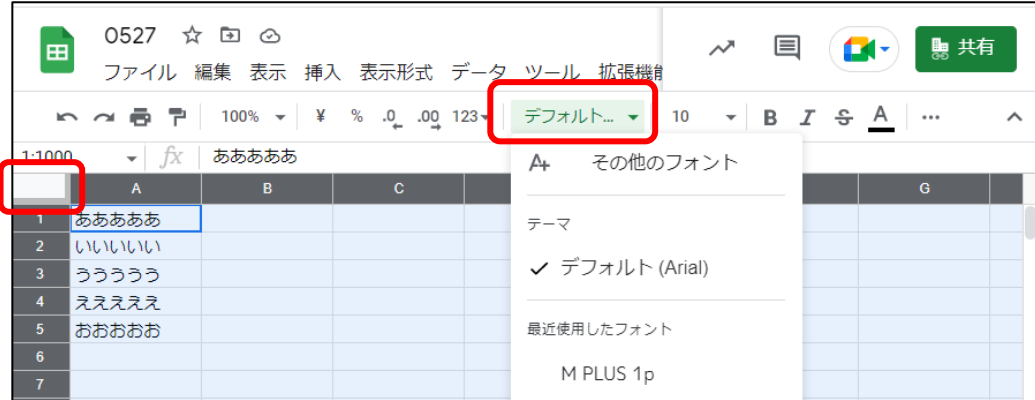 0527
ファイル 編集 表示 挿入 表示形式 データ ツール 拡張機能
共有
100% ¥ % .0 .00 123 デフォルト... 10 B I S A ...
1:1000 fx あああああ
A B C G
1 あああああ
2 いいいいい
3 ううううう
4 えええええ
5 おおおおお
6
7
A+ その他のフォント
テーマ
✓ デフォルト (Arial)
最近使用したフォント
M PLUS 1p